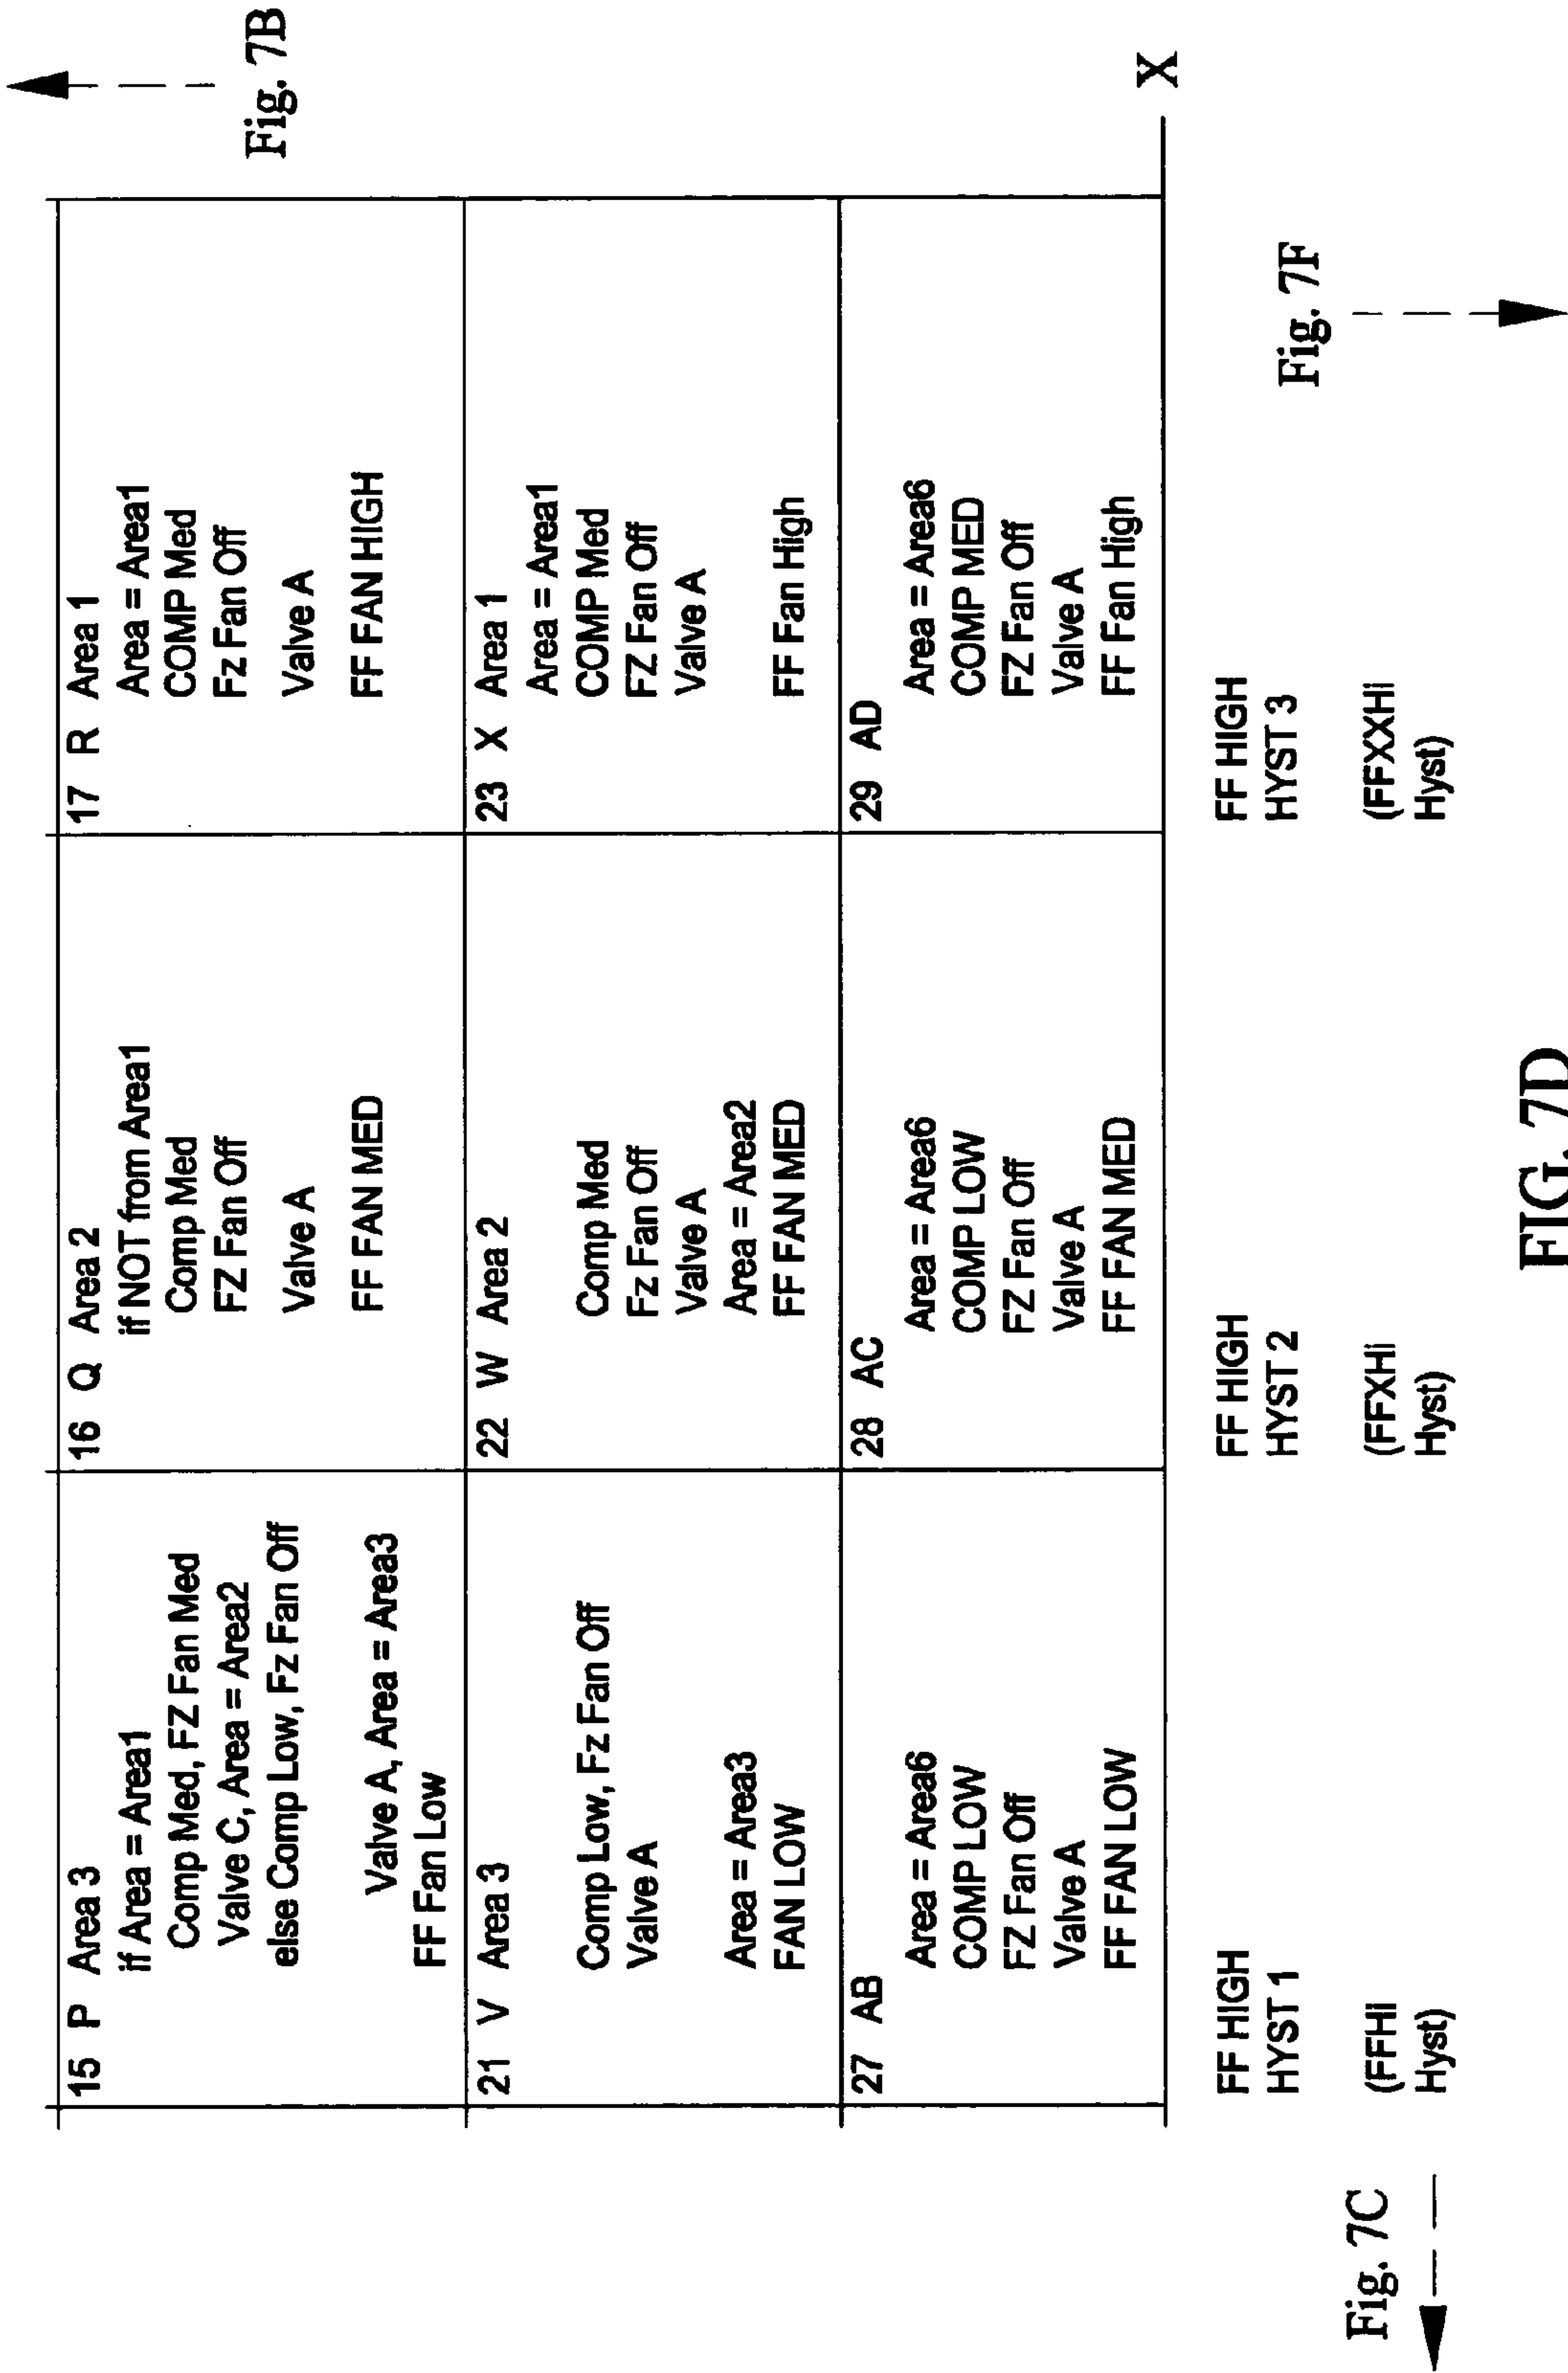 Fig. 7B
15 P Area 3
if Area = Area1
Comp Med, FZ Fan Med
Valve C, Area = Area2
else Comp Low, Fz Fan Off
Valve A, Area = Area3
FF Fan Low
16 Q Area 2
if NOT from Area1
Comp Med
FZ Fan Off
Valve A
FF FAN MED
17 R Area 1
Area = Area1
COMP Med
Fz Fan Off
Valve A
FF FAN HIGH
21 V Area 3
Comp Low, Fz Fan Off
Valve A
Area = Area3
FAN LOW
22 W Area 2
Comp Med
Fz Fan Off
Valve A
Area = Area2
FF FAN MED
23 X Area 1
Area = Area1
COMP Med
FZ Fan Off
Valve A
FF Fan High
27 AB
Area = Area6
COMP LOW
FZ Fan Off
Valve A
FF FAN LOW
28 AC
Area = Area6
COMP LOW
FZ Fan Off
Valve A
FF FAN MED
29 AD
Area = Area6
COMP MED
FZ Fan Off
Valve A
FF Fan High
X
FF HIGH
HYST 1
(FFHi
Hyst)
FF HIGH
HYST 2
(FFXHi
Hyst)
FF HIGH
HYST 3
(FFXXHi
Hyst)
Fig. 7C
Fig. 7F
FIG. 7D